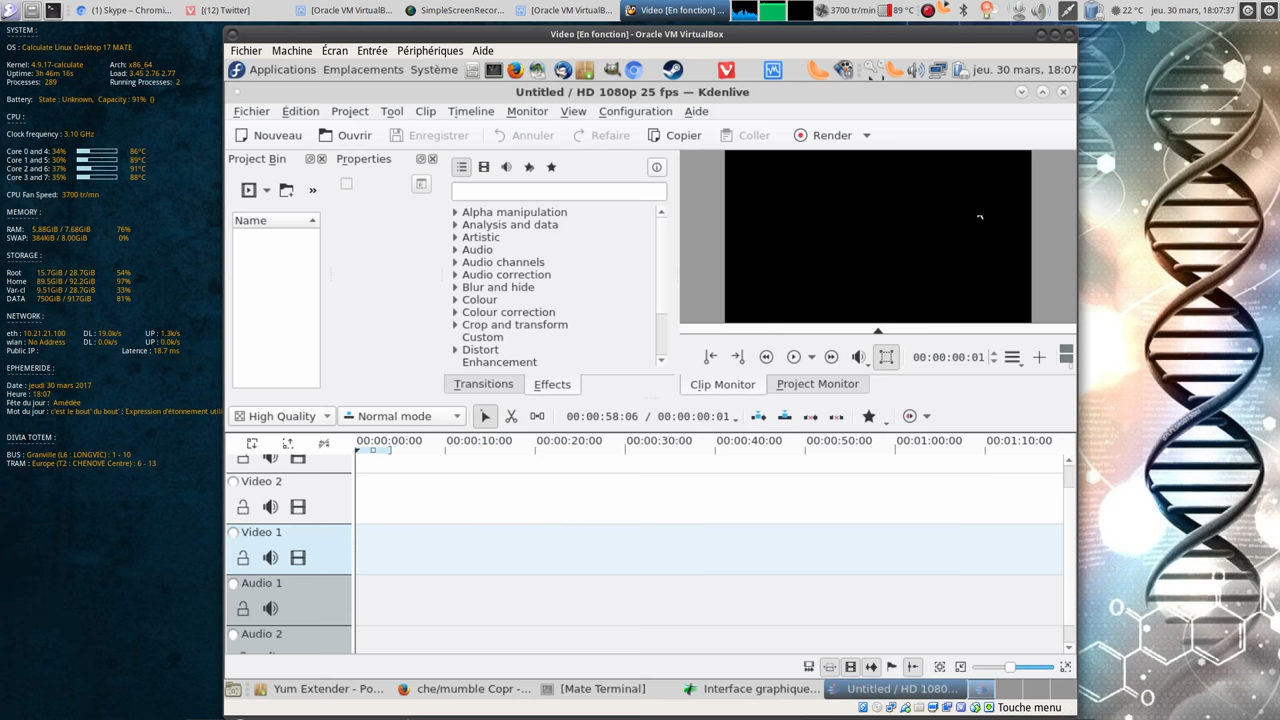 (1) Skype – Chromi...
[(12) Twitter]
[Oracle VM VirtualB...
SimpleScreenRecor...
[Oracle VM VirtualB...
Video [En fonction] ...
3700 tr/min
89 °C
22 °C
jeu. 30 mars, 18:07:37
SYSTEM :
OS : Calculate Linux Desktop 17 MATE
Kernel: 4.9.17-calculate Arch: x86_64
Uptime: 3h 46m 16s Load: 3.45 2.76 2.77
Processes: 289 Running Processes: 2
Battery: State : Unknown, Capacity : 91% ()
CPU :
Clock frequency : 3.10 GHz
Core 0 and 4: 34% 86°C
Core 1 and 5: 30% 89°C
Core 2 and 6: 37% 91°C
Core 3 and 7: 35% 88°C
CPU Fan Speed: 3700 tr/mn
MEMORY :
RAM: 5.88GiB / 7.68GiB 76%
SWAP: 384KiB / 8.00GiB 0%
STORAGE :
Root 15.7GiB / 28.7GiB 54%
Home 89.5GiB / 92.2GiB 97%
Var-cl 9.51GiB / 28.7GiB 33%
DATA 750GiB / 917GiB 81%
NETWORK :
eth : 10.21.21.100 DL : 19.0k/s UP : 1.3k/s
wlan : No Address DL : 0.0k/s UP : 0.0k/s
Public IP : Latence : 18.7 ms
EPHEMERIDE :
Date : jeudi 30 mars 2017
Heure : 18:07
Fête du jour : Amédée
Mot du jour : c'est le bout' du bout' : Expression d'étonnement util
DIVIA TOTEM :
BUS : Granville (L6 : LONGVIC) : 1 - 10
TRAM : Europe (T2 : CHENOVE Centre) : 6 - 13
Video [En fonction] - Oracle VM VirtualBox
Fichier Machine Écran Entrée Périphériques Aide
Applications Emplacements Système
jeu. 30 mars, 18:07
Untitled / HD 1080p 25 fps — Kdenlive
Fichier Édition Project Tool Clip Timeline Monitor View Configuration Aide
Nouveau Ouvrir Enregistrer Annuler Refaire Copier Coller Render
Project Bin
Properties
Name
Alpha manipulation
Analysis and data
Artistic
Audio
Audio channels
Audio correction
Blur and hide
Colour
Colour correction
Crop and transform
Custom
Distort
Enhancement
Transitions Effects
00:00:00:01
Clip Monitor Project Monitor
High Quality Normal mode 00:00:58:06 / 00:00:00:01
00:00:00:00 00:00:10:00 00:00:20:00 00:00:30:00 00:00:40:00 00:00:50:00 00:01:00:00 00:01:10:00
Video 2
Video 1
Audio 1
Audio 2
Yum Extender - Po...
che/mumble Copr -...
[Mate Terminal]
Interface graphique...
Untitled / HD 1080...
Touche menu